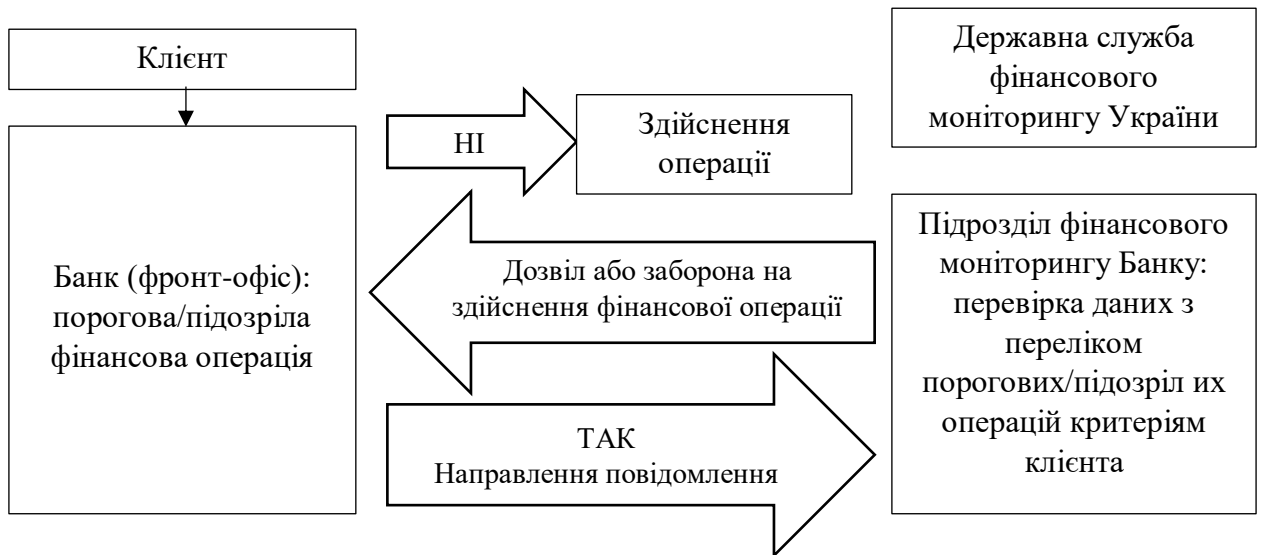 Клієнт
Державна служба
фінансового
моніторингу України
НІ
Здійснення
операції
Банк (фронт-офіс):
порогова/підозріла
фінансова операція
Дозвіл або заборона на
здійснення фінансової операції
Підрозділ фінансового
моніторингу Банку:
перевірка даних з
переліком
порогових/підозріл их
операцій критеріям
клієнта
ТАК
Направлення повідомлення